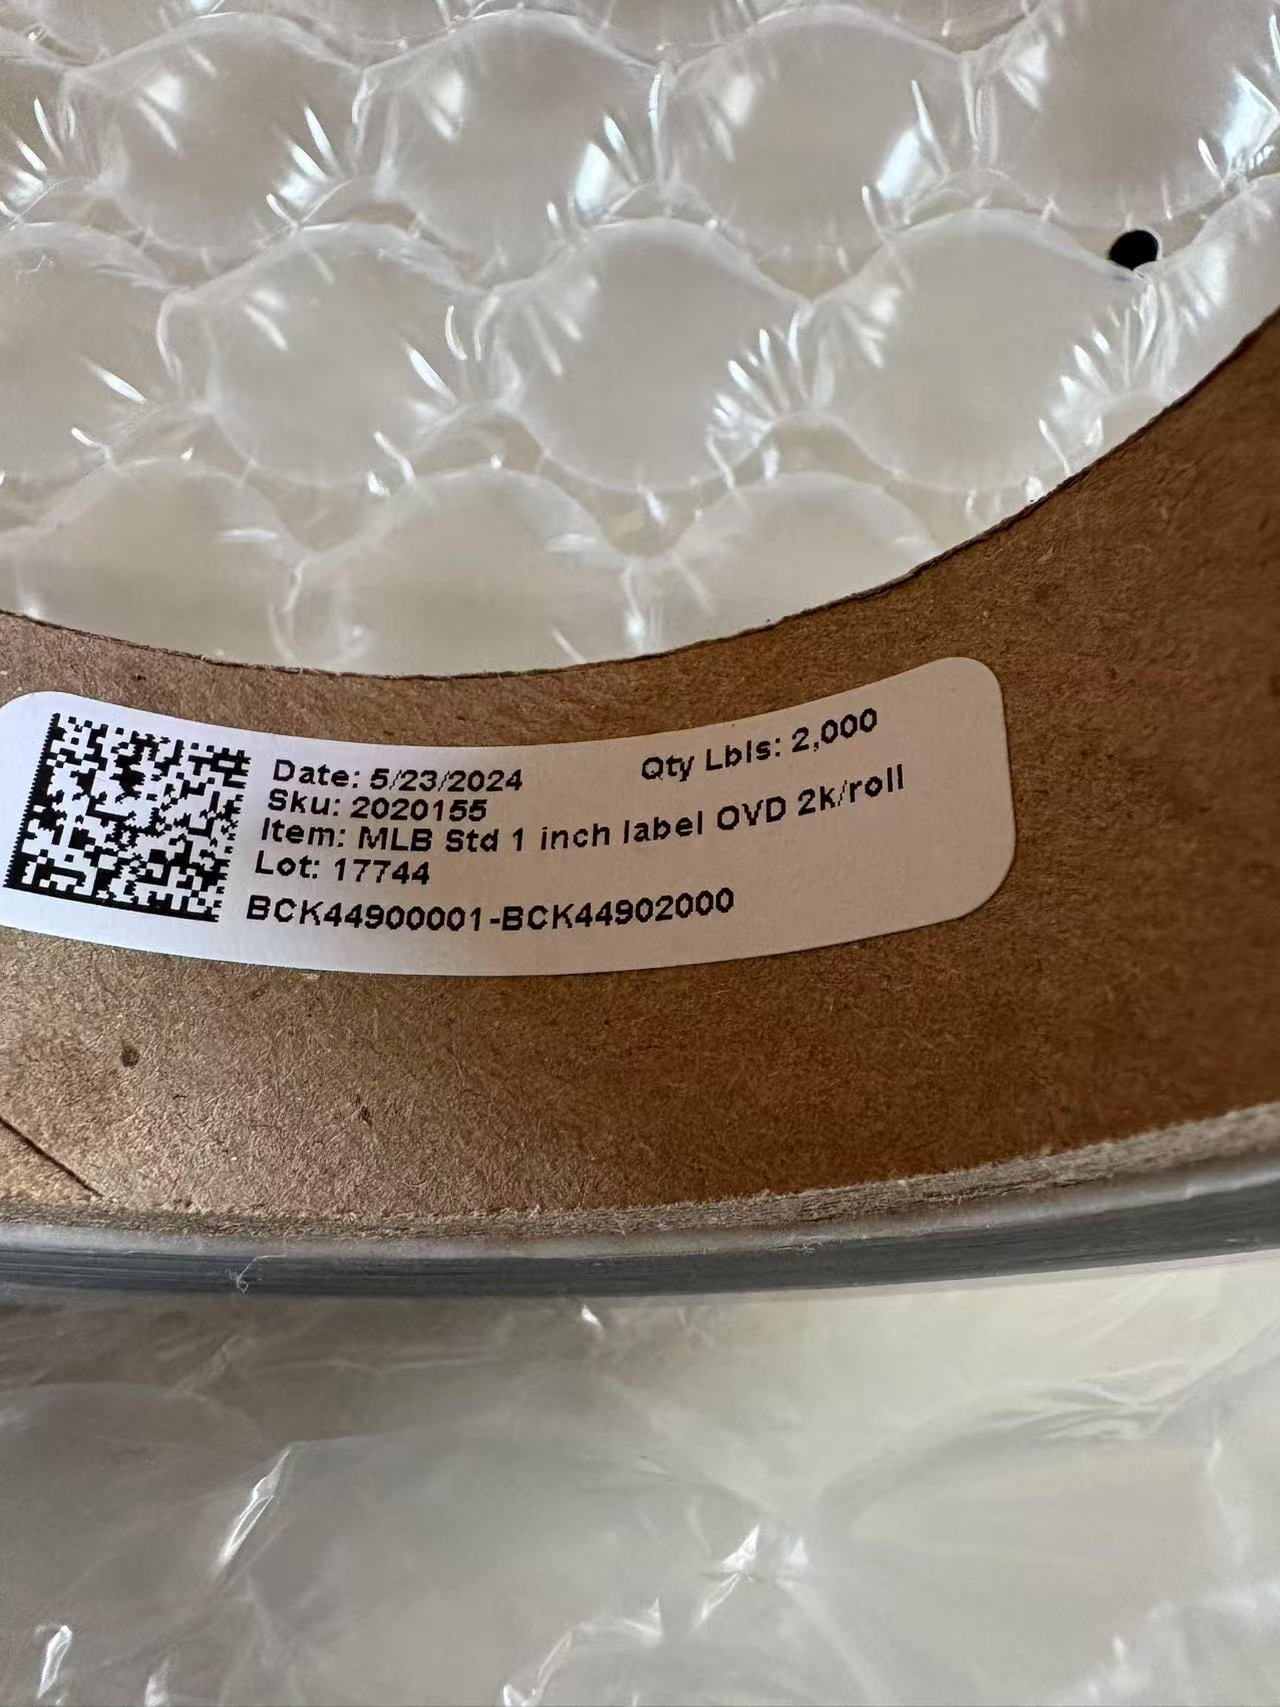 Date: 5/23/2024 Qty Lbls: 2,000
Sku: 2020155
Item: MLB Std 1 inch label OVD 2k/roll
Lot: 17744
BCK44900001-BCK44902000